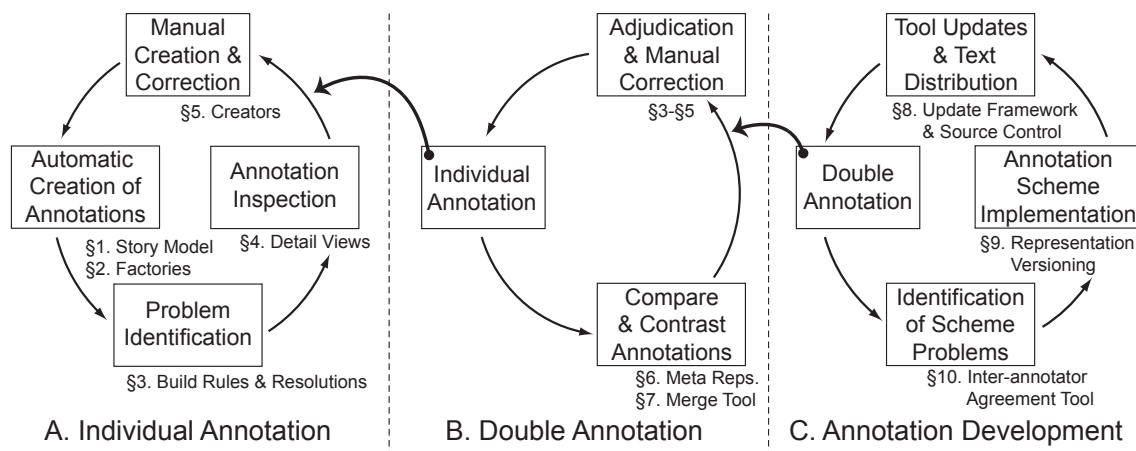 Manual
Creation &
Correction
§5. Creators
Automatic
Creation of
Annotations
§1. Story Model
§2. Factories
Annotation
Inspection
§4. Detail Views
Problem
Identification
§3. Build Rules & Resolutions
A. Individual Annotation
Adjudication
& Manual
Correction
§3-§5
Individual
Annotation
Compare
& Contrast
Annotations
§6. Meta Reps.
§7. Merge Tool
B. Double Annotation
Tool Updates
& Text
Distribution
§8. Update Framework
& Source Control
Double
Annotation
Annotation
Scheme
Implementation
§9. Representation
Versioning
Identification
of Scheme
Problems
§10. Inter-annotator
Agreement Tool
C. Annotation Development